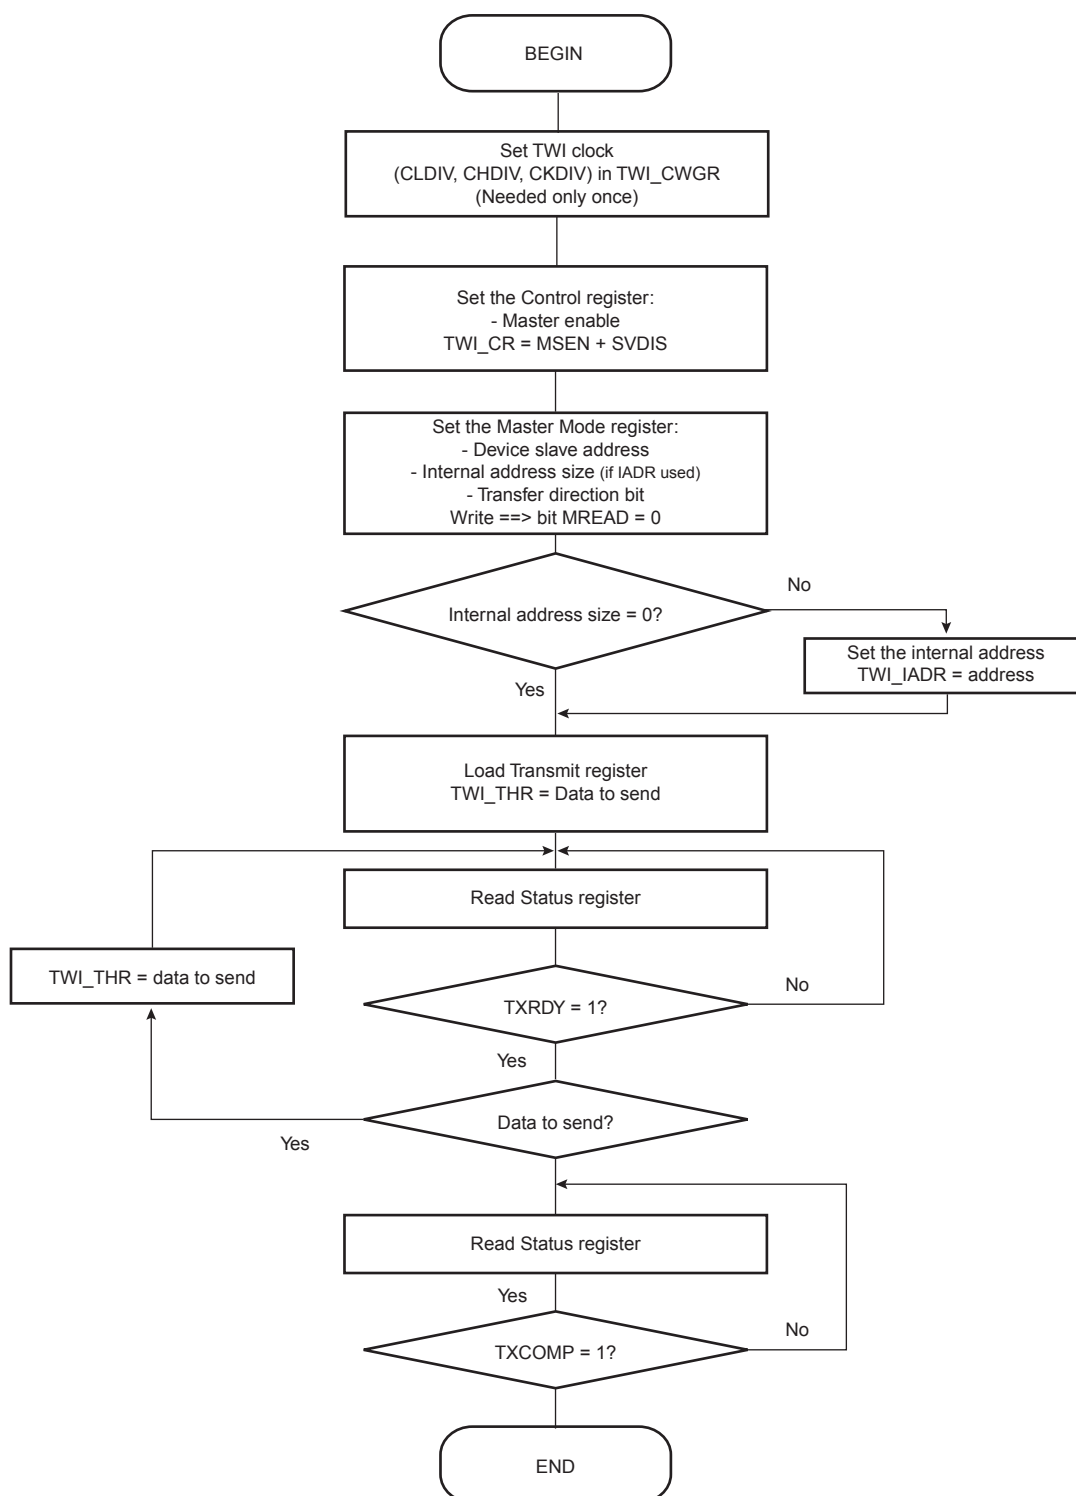 BEGIN
Set TWI clock
(CLDIV, CHDIV, CKDIV) in TWI_CWGR
(Needed only once)
Set the Control register:
- Master enable
TWI_CR = MSEN + SVDIS
Set the Master Mode register:
- Device slave address
- Internal address size (if IADR used)
- Transfer direction bit
Write ==> bit MREAD = 0
No
Internal address size = 0?
Set the internal address
TWI_IADR = address
Yes
Load Transmit register
TWI_THR = Data to send
Read Status register
TWI_THR = data to send
No
TXRDY = 1?
Yes
Data to send?
Yes
Read Status register
Yes
No
TXCOMP = 1?
END